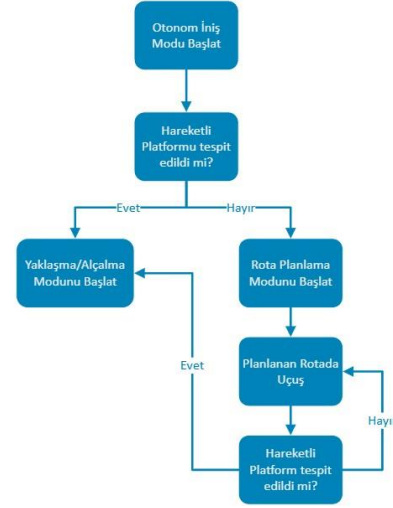 Otonom İniş
Modu Başlat
Hareketli
Platformu tespit
edildi mi?
Evet
Hayır
Yaklaşma/Alçalma
Modunu Başlat
Rota Planlama
Modunu Başlat
Planlanan Rotada
Uçuş
Evet
Hayır
Hareketli
Platform tespit
edildi mi?